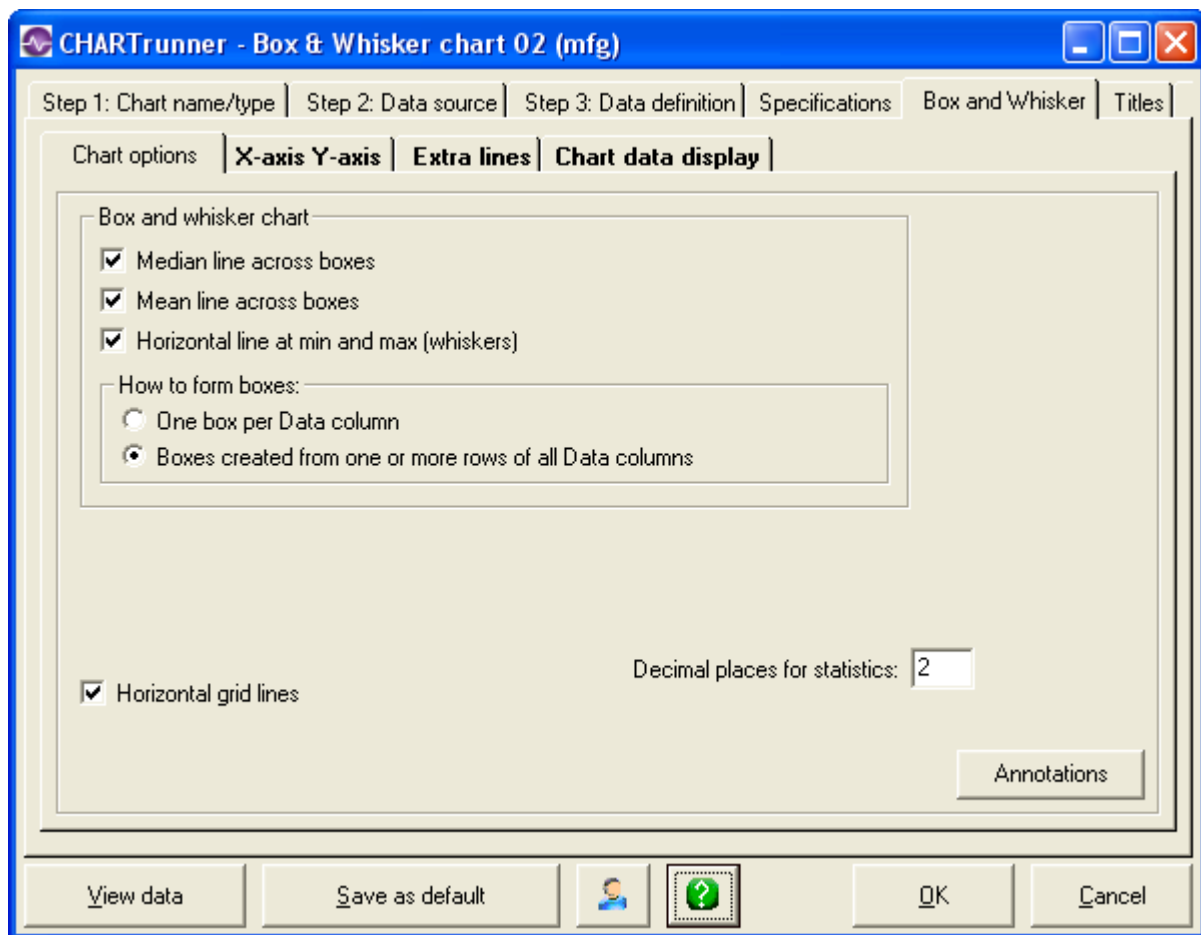 CHARTrunner - Box & Whisker chart 02 (mfg)
Step 1: Chart name/type Step 2: Data source Step 3: Data definition Specifications Box and Whisker Titles
Chart options X-axis Y-axis Extra lines Chart data display
Box and whisker chart
Median line across boxes
Mean line across boxes
Horizontal line at min and max (whiskers)
How to form boxes:
One box per Data column
Boxes created from one or more rows of all Data columns
Decimal places for statistics: 2
Horizontal grid lines
Annotations
View data Save as default ? OK Cancel